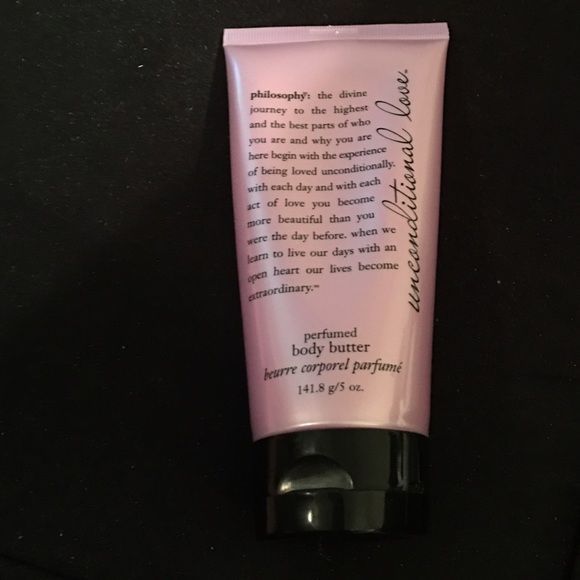 philosophy: the divine
journey to the highest
and the best parts of who
you are and why you are
here begin with the experience
of being loved unconditionally.
with each day and with each
act of love you become
more beautiful than you
were the day before. when we
learn to live our days with an
open heart our lives become
extraordinary.℠
unconditional love.
perfumed
body butter
beurre corporel parfumé
141.8 g/5 oz.